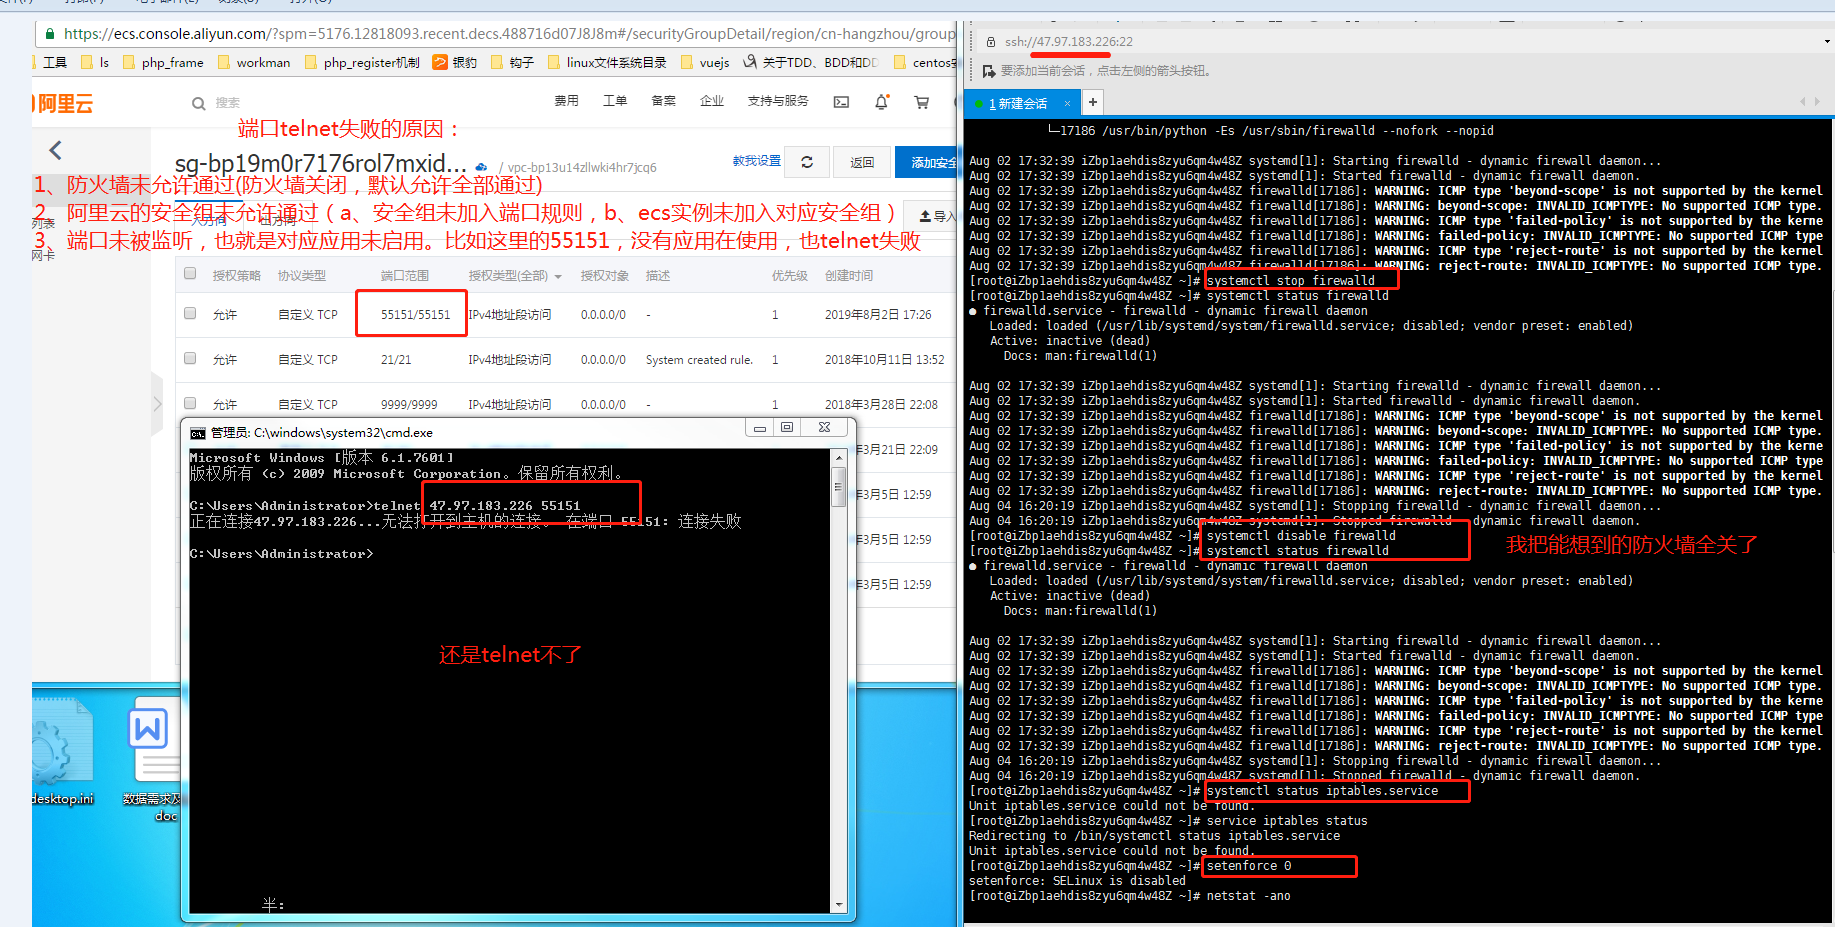 https://ecs.console.aliyun.com/?spm=5176.12818093.recent.decs.488716d07J8J8m#/securityGroupDetail/region/cn-hangzhou/group
工具 ls php_frame workman php_register机制 银豹 钩子 linux文件系统目录 vuejs 关于TDD、BDD和DD centos安
阿里云 搜索 费用 工单 备案 企业 支持与服务
端口telnet失败的原因：
sg-bp19m0r7176rol7mxid... / vpc-bp13u14zllwki4hr7jcq6 教我设置 返回 添加安全
1、防火墙未允许通过(防火墙关闭，默认允许全部通过)
2、阿里云的安全组未允许通过（a、安全组未加入端口规则，b、ecs实例未加入对应安全组）
列表 导入
3、端口未被监听，也就是对应应用未启用。比如这里的55151，没有应用在使用，也telnet失败
网卡
授权策略 协议类型 端口范围 授权类型(全部) 授权对象 描述 优先级 创建时间
允许 自定义 TCP 55151/55151 IPv4地址段访问 0.0.0.0/0 - 1 2019年8月2日 17:26
允许 自定义 TCP 21/21 IPv4地址段访问 0.0.0.0/0 System created rule. 1 2018年10月11日 13:52
允许 自定义 TCP 9999/9999 IPv4地址段访问 0.0.0.0/0 - 1 2018年3月28日 22:08
年3月21日 22:09
年3月5日 12:59
年3月5日 12:59
年3月5日 12:59
管理员: C:\windows\system32\cmd.exe
Microsoft Windows [版本 6.1.7601]
版权所有 (c) 2009 Microsoft Corporation。保留所有权利。
C:\Users\Administrator>telnet 47.97.183.226 55151
正在连接47.97.183.226...无法打开到主机的连接。 在端口 55151: 连接失败
C:\Users\Administrator>
还是telnet不了
半:
desktop.ini
数据需求及
doc
ssh://47.97.183.226:22
要添加当前会话，点击左侧的箭头按钮。
1 新建会话 × +
└─17186 /usr/bin/python -Es /usr/sbin/firewalld --nofork --nopid
Aug 02 17:32:39 iZbp1aehdis8zyu6qm4w48Z systemd[1]: Starting firewalld - dynamic firewall daemon...
Aug 02 17:32:39 iZbp1aehdis8zyu6qm4w48Z systemd[1]: Started firewalld - dynamic firewall daemon.
Aug 02 17:32:39 iZbp1aehdis8zyu6qm4w48Z firewalld[17186]: WARNING: ICMP type 'beyond-scope' is not supported by the kernel
Aug 02 17:32:39 iZbp1aehdis8zyu6qm4w48Z firewalld[17186]: WARNING: beyond-scope: INVALID_ICMPTYPE: No supported ICMP type.
Aug 02 17:32:39 iZbp1aehdis8zyu6qm4w48Z firewalld[17186]: WARNING: ICMP type 'failed-policy' is not supported by the kerne
Aug 02 17:32:39 iZbp1aehdis8zyu6qm4w48Z firewalld[17186]: WARNING: failed-policy: INVALID_ICMPTYPE: No supported ICMP type
Aug 02 17:32:39 iZbp1aehdis8zyu6qm4w48Z firewalld[17186]: WARNING: ICMP type 'reject-route' is not supported by the kernel
Aug 02 17:32:39 iZbp1aehdis8zyu6qm4w48Z firewalld[17186]: WARNING: reject-route: INVALID_ICMPTYPE: No supported ICMP type.
[root@iZbp1aehdis8zyu6qm4w48Z ~]# systemctl stop firewalld
[root@iZbp1aehdis8zyu6qm4w48Z ~]# systemctl status firewalld
● firewalld.service - firewalld - dynamic firewall daemon
Loaded: loaded (/usr/lib/systemd/system/firewalld.service; disabled; vendor preset: enabled)
Active: inactive (dead)
Docs: man:firewalld(1)
Aug 02 17:32:39 iZbp1aehdis8zyu6qm4w48Z systemd[1]: Starting firewalld - dynamic firewall daemon...
Aug 02 17:32:39 iZbp1aehdis8zyu6qm4w48Z systemd[1]: Started firewalld - dynamic firewall daemon.
Aug 02 17:32:39 iZbp1aehdis8zyu6qm4w48Z firewalld[17186]: WARNING: ICMP type 'beyond-scope' is not supported by the kernel
Aug 02 17:32:39 iZbp1aehdis8zyu6qm4w48Z firewalld[17186]: WARNING: beyond-scope: INVALID_ICMPTYPE: No supported ICMP type.
Aug 02 17:32:39 iZbp1aehdis8zyu6qm4w48Z firewalld[17186]: WARNING: ICMP type 'failed-policy' is not supported by the kerne
Aug 02 17:32:39 iZbp1aehdis8zyu6qm4w48Z firewalld[17186]: WARNING: failed-policy: INVALID_ICMPTYPE: No supported ICMP type
Aug 02 17:32:39 iZbp1aehdis8zyu6qm4w48Z firewalld[17186]: WARNING: ICMP type 'reject-route' is not supported by the kernel
Aug 02 17:32:39 iZbp1aehdis8zyu6qm4w48Z firewalld[17186]: WARNING: reject-route: INVALID_ICMPTYPE: No supported ICMP type.
Aug 04 16:20:19 iZbp1aehdis8zyu6qm4w48Z systemd[1]: Stopping firewalld - dynamic firewall daemon...
Aug 04 16:20:19 iZbp1aehdis8zyu6qm4w48Z systemd[1]: Stopped firewalld - dynamic firewall daemon.
[root@iZbp1aehdis8zyu6qm4w48Z ~]# systemctl disable firewalld
我把能想到的防火墙全关了
[root@iZbp1aehdis8zyu6qm4w48Z ~]# systemctl status firewalld
● firewalld.service - firewalld - dynamic firewall daemon
Loaded: loaded (/usr/lib/systemd/system/firewalld.service; disabled; vendor preset: enabled)
Active: inactive (dead)
Docs: man:firewalld(1)
Aug 02 17:32:39 iZbp1aehdis8zyu6qm4w48Z systemd[1]: Starting firewalld - dynamic firewall daemon...
Aug 02 17:32:39 iZbp1aehdis8zyu6qm4w48Z systemd[1]: Started firewalld - dynamic firewall daemon.
Aug 02 17:32:39 iZbp1aehdis8zyu6qm4w48Z firewalld[17186]: WARNING: ICMP type 'beyond-scope' is not supported by the kernel
Aug 02 17:32:39 iZbp1aehdis8zyu6qm4w48Z firewalld[17186]: WARNING: beyond-scope: INVALID_ICMPTYPE: No supported ICMP type.
Aug 02 17:32:39 iZbp1aehdis8zyu6qm4w48Z firewalld[17186]: WARNING: ICMP type 'failed-policy' is not supported by the kerne
Aug 02 17:32:39 iZbp1aehdis8zyu6qm4w48Z firewalld[17186]: WARNING: failed-policy: INVALID_ICMPTYPE: No supported ICMP type
Aug 02 17:32:39 iZbp1aehdis8zyu6qm4w48Z firewalld[17186]: WARNING: ICMP type 'reject-route' is not supported by the kernel
Aug 02 17:32:39 iZbp1aehdis8zyu6qm4w48Z firewalld[17186]: WARNING: reject-route: INVALID_ICMPTYPE: No supported ICMP type.
Aug 04 16:20:19 iZbp1aehdis8zyu6qm4w48Z systemd[1]: Stopping firewalld - dynamic firewall daemon...
Aug 04 16:20:19 iZbp1aehdis8zyu6qm4w48Z systemd[1]: Stopped firewalld - dynamic firewall daemon.
[root@iZbp1aehdis8zyu6qm4w48Z ~]# systemctl status iptables.service
Unit iptables.service could not be found.
[root@iZbp1aehdis8zyu6qm4w48Z ~]# service iptables status
Redirecting to /bin/systemctl status iptables.service
Unit iptables.service could not be found.
[root@iZbp1aehdis8zyu6qm4w48Z ~]# setenforce 0
setenforce: SELinux is disabled
[root@iZbp1aehdis8zyu6qm4w48Z ~]# netstat -ano